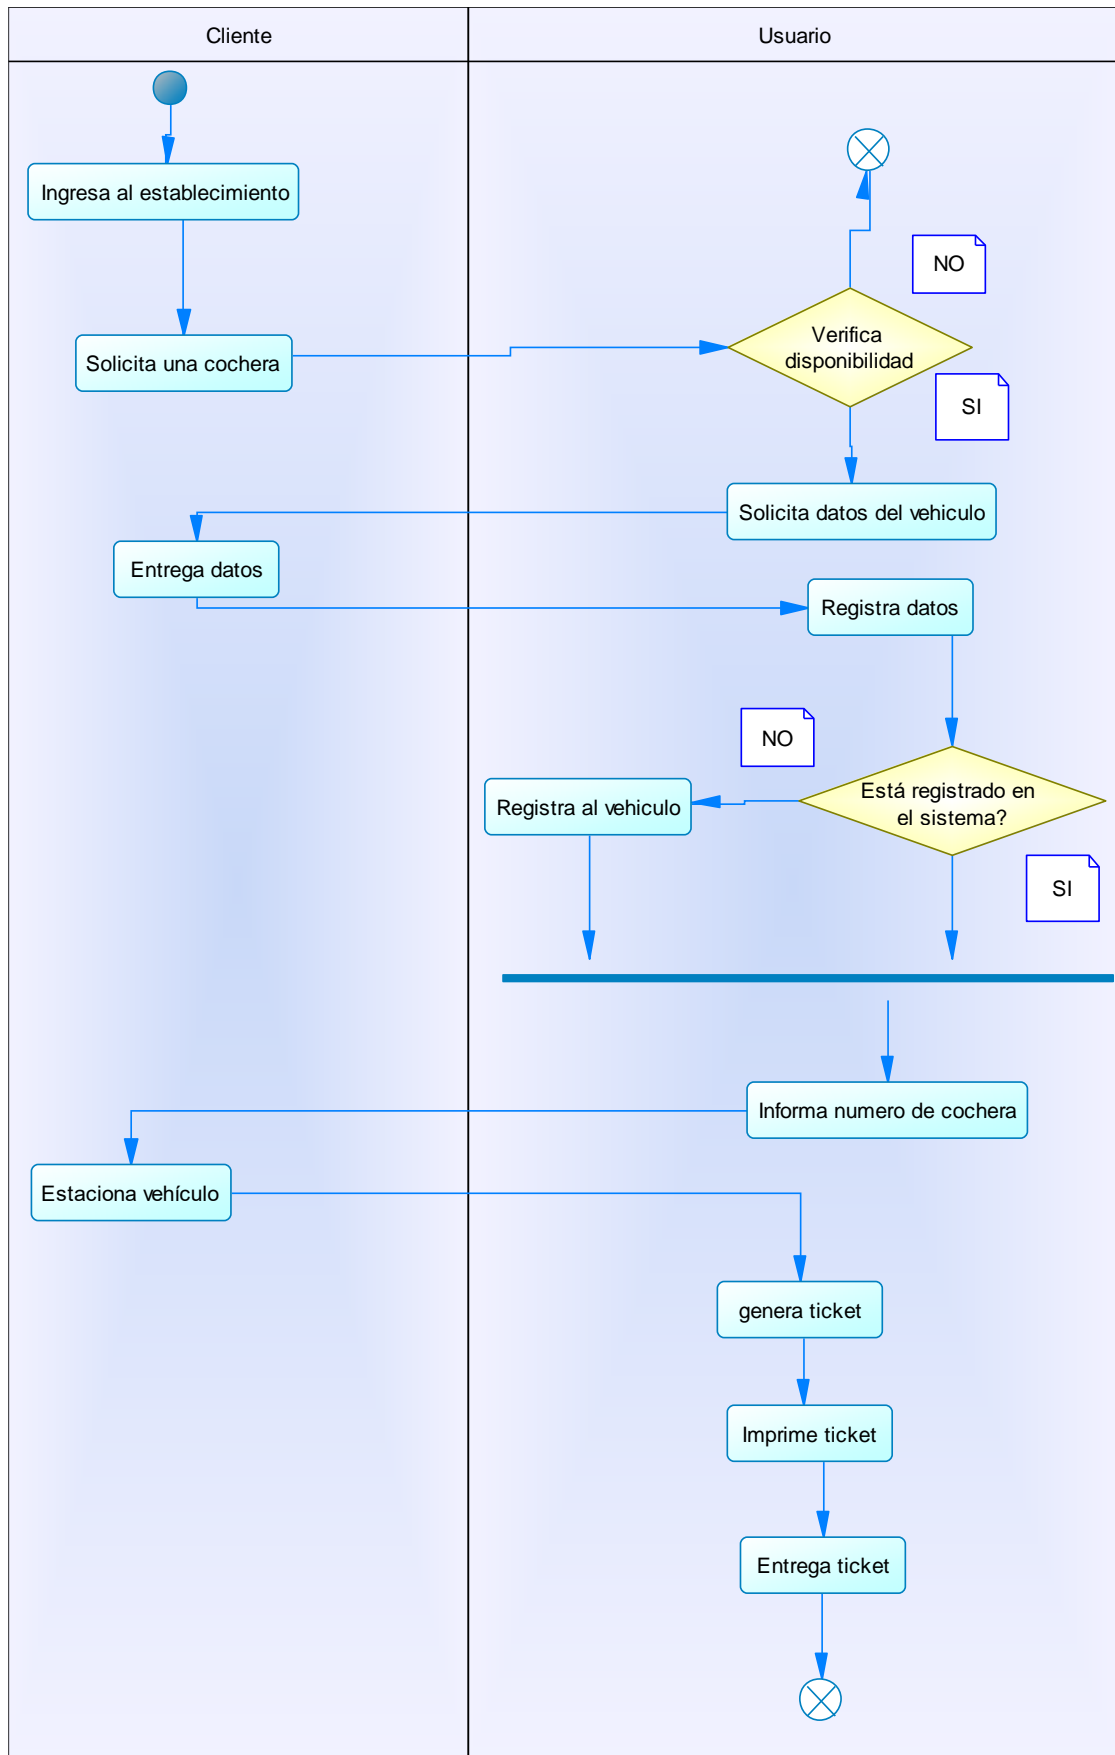 Cliente
Usuario
Ingresa al establecimiento
NO
Verifica
disponibilidad
Solicita una cochera
SI
Solicita datos del vehiculo
Entrega datos
Registra datos
NO
Está registrado en
el sistema?
Registra al vehiculo
SI
Informa numero de cochera
Estaciona vehículo
genera ticket
Imprime ticket
Entrega ticket